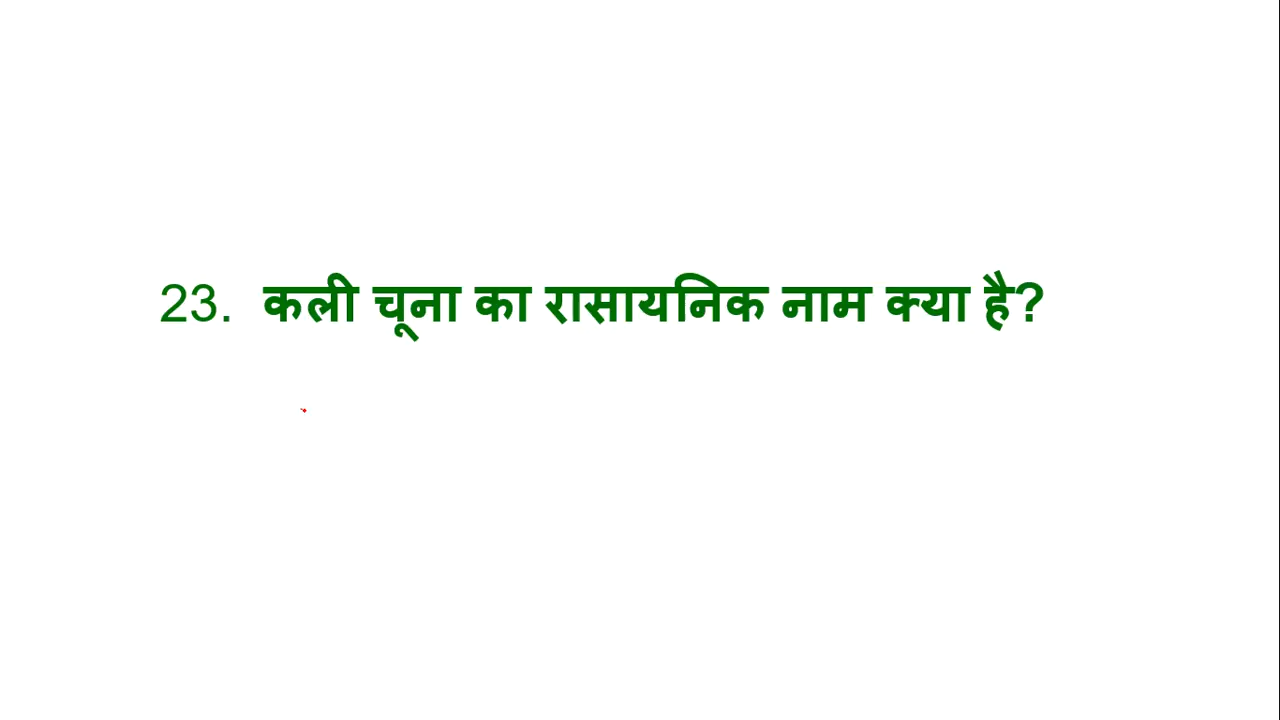 23. कली चूना का रासायनिक नाम क्या है?